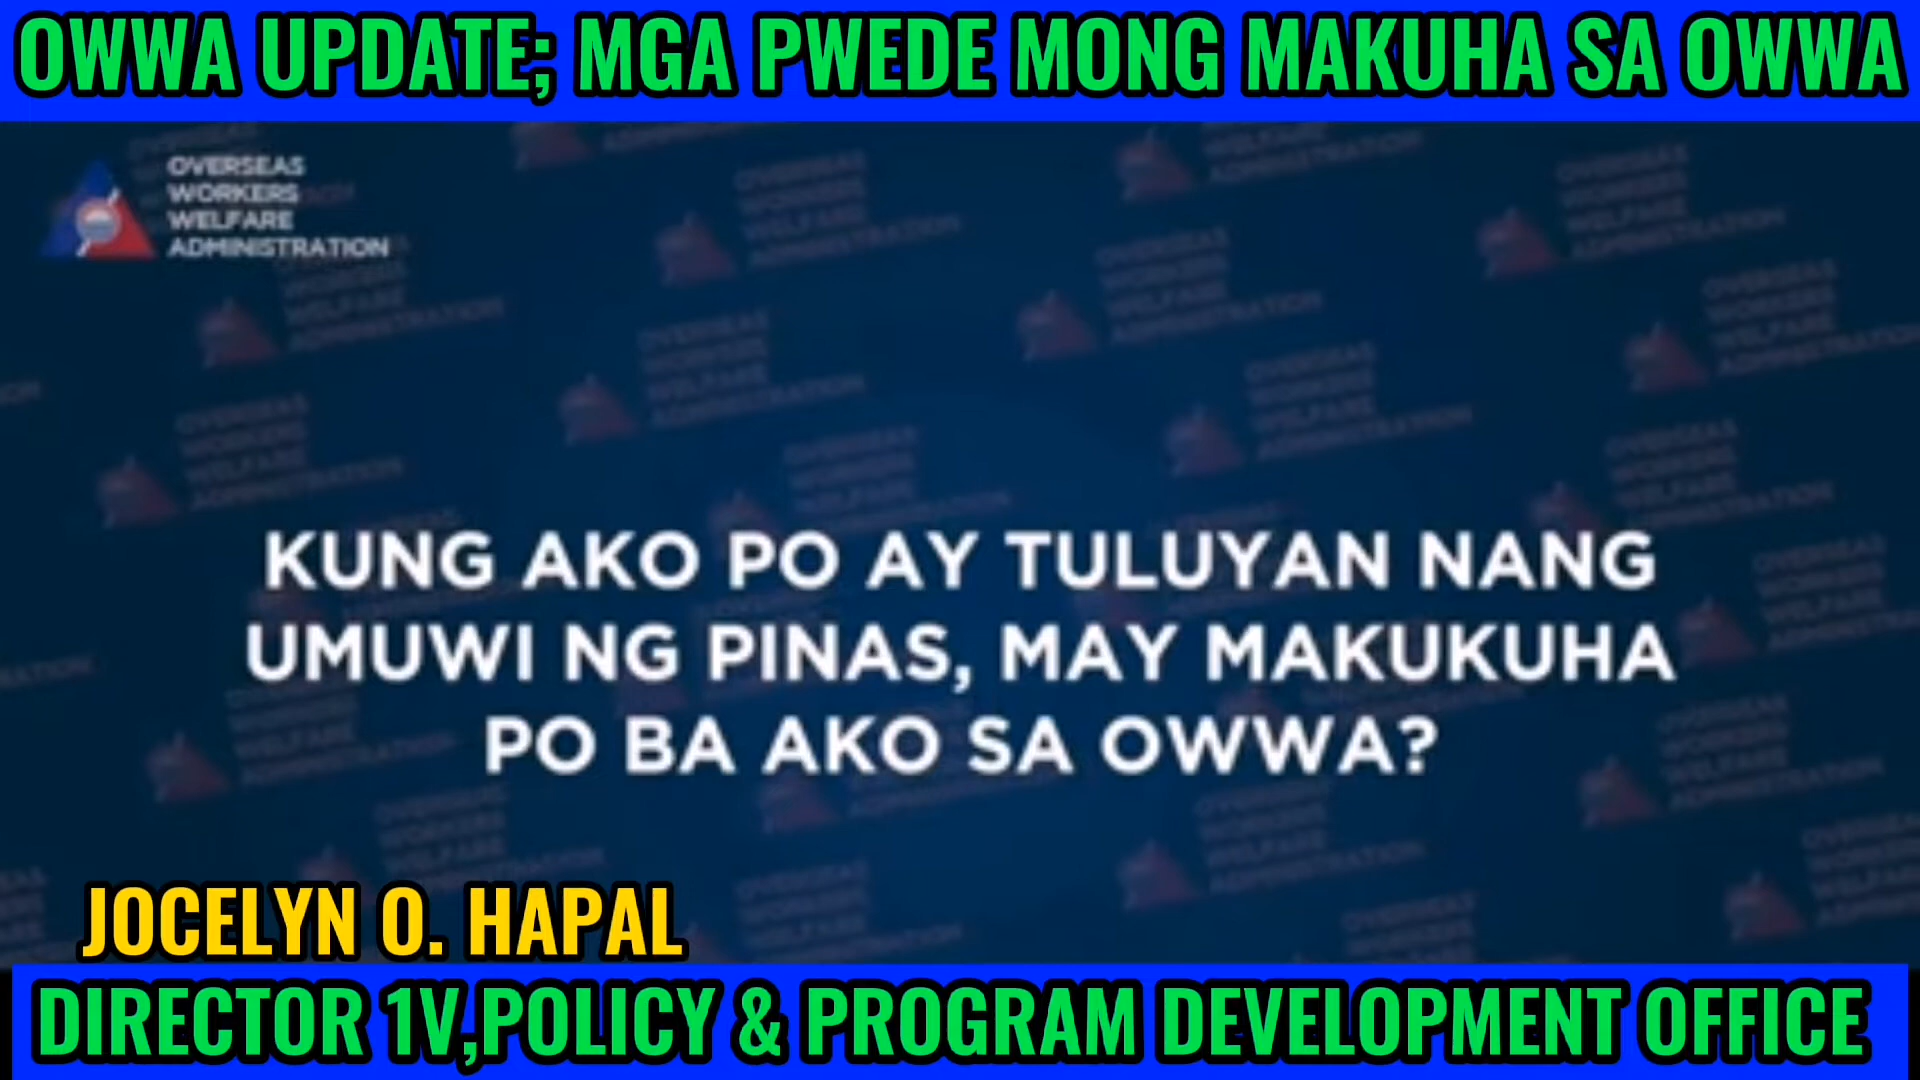 OWWA UPDATE; MGA PWEDE MONG MAKUHA SA OWWA
OVERSEAS
WORKERS
WELFARE
ADMINISTRATION
KUNG AKO PO AY TULUYAN NANG
UMUWI NG PINAS, MAY MAKUKUHA
PO BA AKO SA OWWA?
JOCELYN O. HAPAL
DIRECTOR 1V,POLICY & PROGRAM DEVELOPMENT OFFICE